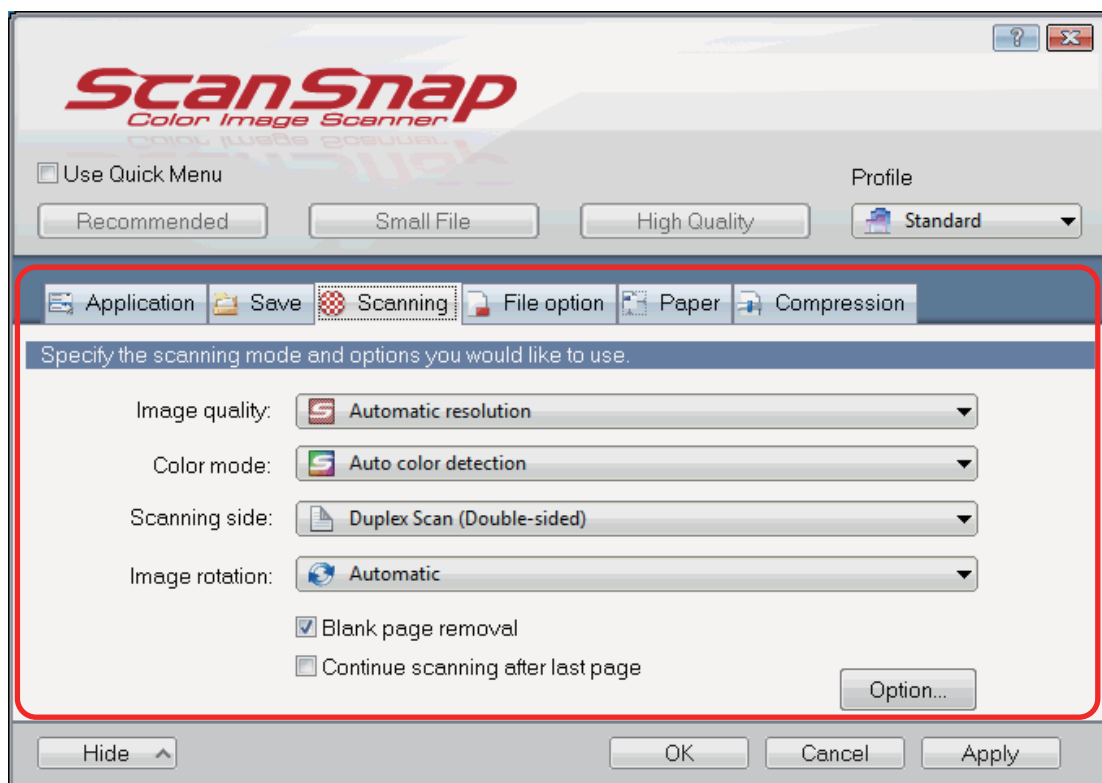 ScanSnap
Color Image Scanner
Use Quick Menu
Profile
Recommended Small File High Quality Standard
Application Save Scanning File option Paper Compression
Specify the scanning mode and options you would like to use.
Image quality: Automatic resolution
Color mode: Auto color detection
Scanning side: Duplex Scan (Double-sided)
Image rotation: Automatic
Blank page removal
Continue scanning after last page
Option...
Hide OK Cancel Apply